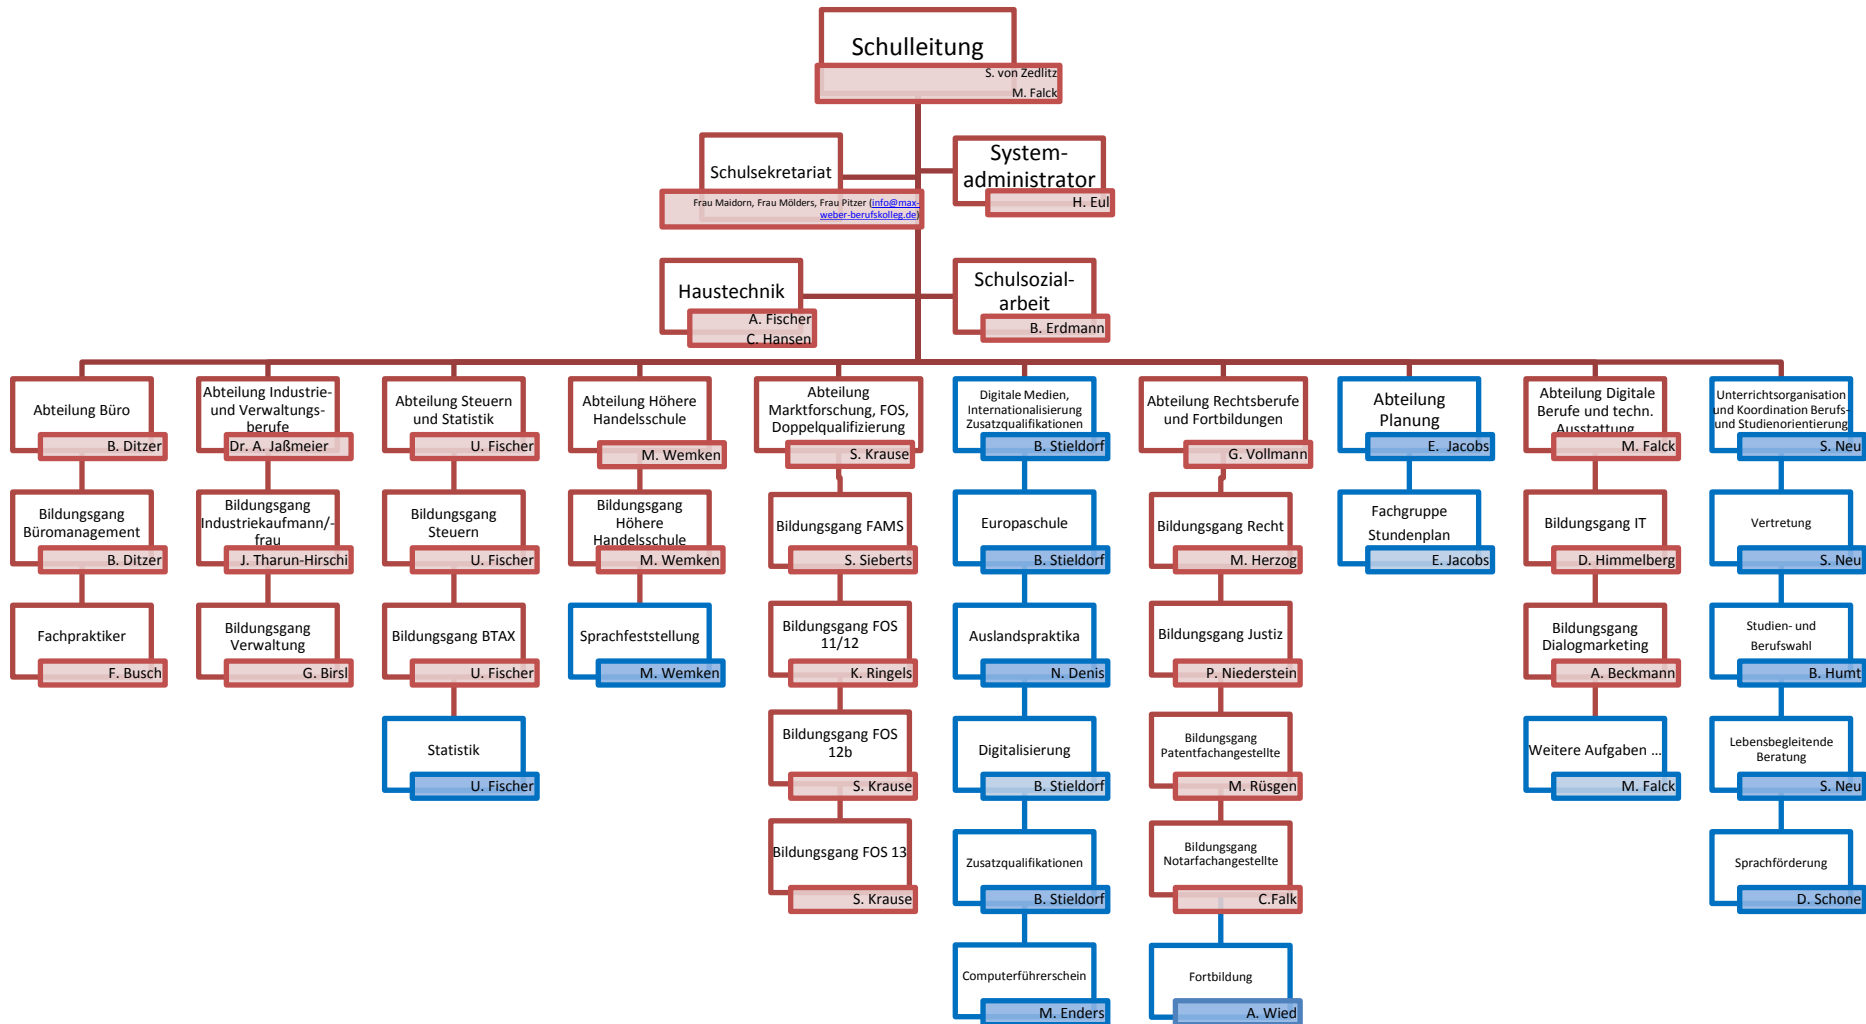 Schulleitung
S. von Zedlitz
M. Falck
Schulsekretariat
Frau Maidorn, Frau Mölders, Frau Pitzer (info@max-
weber-berufskolleg.de)
System-
administrator
H. Eul
Haustechnik
A. Fischer
C. Hansen
Schulsozial-
arbeit
B. Erdmann
Abteilung Büro
B. Ditzer
Bildungsgang
Büromanagement
B. Ditzer
Fachpraktiker
F. Busch
Abteilung Industrie-
und Verwaltungs-
berufe
Dr. A. Jaßmeier
Bildungsgang
Industriekaufmann/-
frau
J. Tharun-Hirschi
Bildungsgang
Verwaltung
G. Birsl
Abteilung Steuern
und Statistik
U. Fischer
Bildungsgang
Steuern
U. Fischer
Bildungsgang BTAX
U. Fischer
Statistik
U. Fischer
Abteilung Höhere
Handelsschule
M. Wemken
Bildungsgang
Höhere
Handelsschule
M. Wemken
Sprachfeststellung
M. Wemken
Abteilung
Marktforschung, FOS,
Doppelqualifizierung
S. Krause
Bildungsgang FAMS
S. Sieberts
Bildungsgang FOS
11/12
K. Ringels
Bildungsgang FOS
12b
S. Krause
Bildungsgang FOS 13
S. Krause
Digitale Medien,
Internationalisierung
Zusatzqualifikationen
B. Stieldorf
Europaschule
B. Stieldorf
Auslandspraktika
N. Denis
Digitalisierung
B. Stieldorf
Zusatzqualifikationen
B. Stieldorf
Computerführerschein
M. Enders
Abteilung Rechtsberufe
und Fortbildungen
G. Vollmann
Bildungsgang Recht
M. Herzog
Bildungsgang Justiz
P. Niederstein
Bildungsgang
Patentfachangestellte
M. Rüsgen
Bildungsgang
Notarfachangestellte
C.Falk
Fortbildung
A. Wied
Abteilung
Planung
E. Jacobs
Fachgruppe
Stundenplan
E. Jacobs
Abteilung Digitale
Berufe und techn.
Ausstattung
M. Falck
Bildungsgang IT
D. Himmelberg
Bildungsgang
Dialogmarketing
A. Beckmann
Weitere Aufgaben ...
M. Falck
Unterrichtsorganisation
und Koordination Berufs-
und Studienorientierung
S. Neu
Vertretung
S. Neu
Studien- und
Berufswahl
B. Humt
Lebensbegleitende
Beratung
S. Neu
Sprachförderung
D. Schone